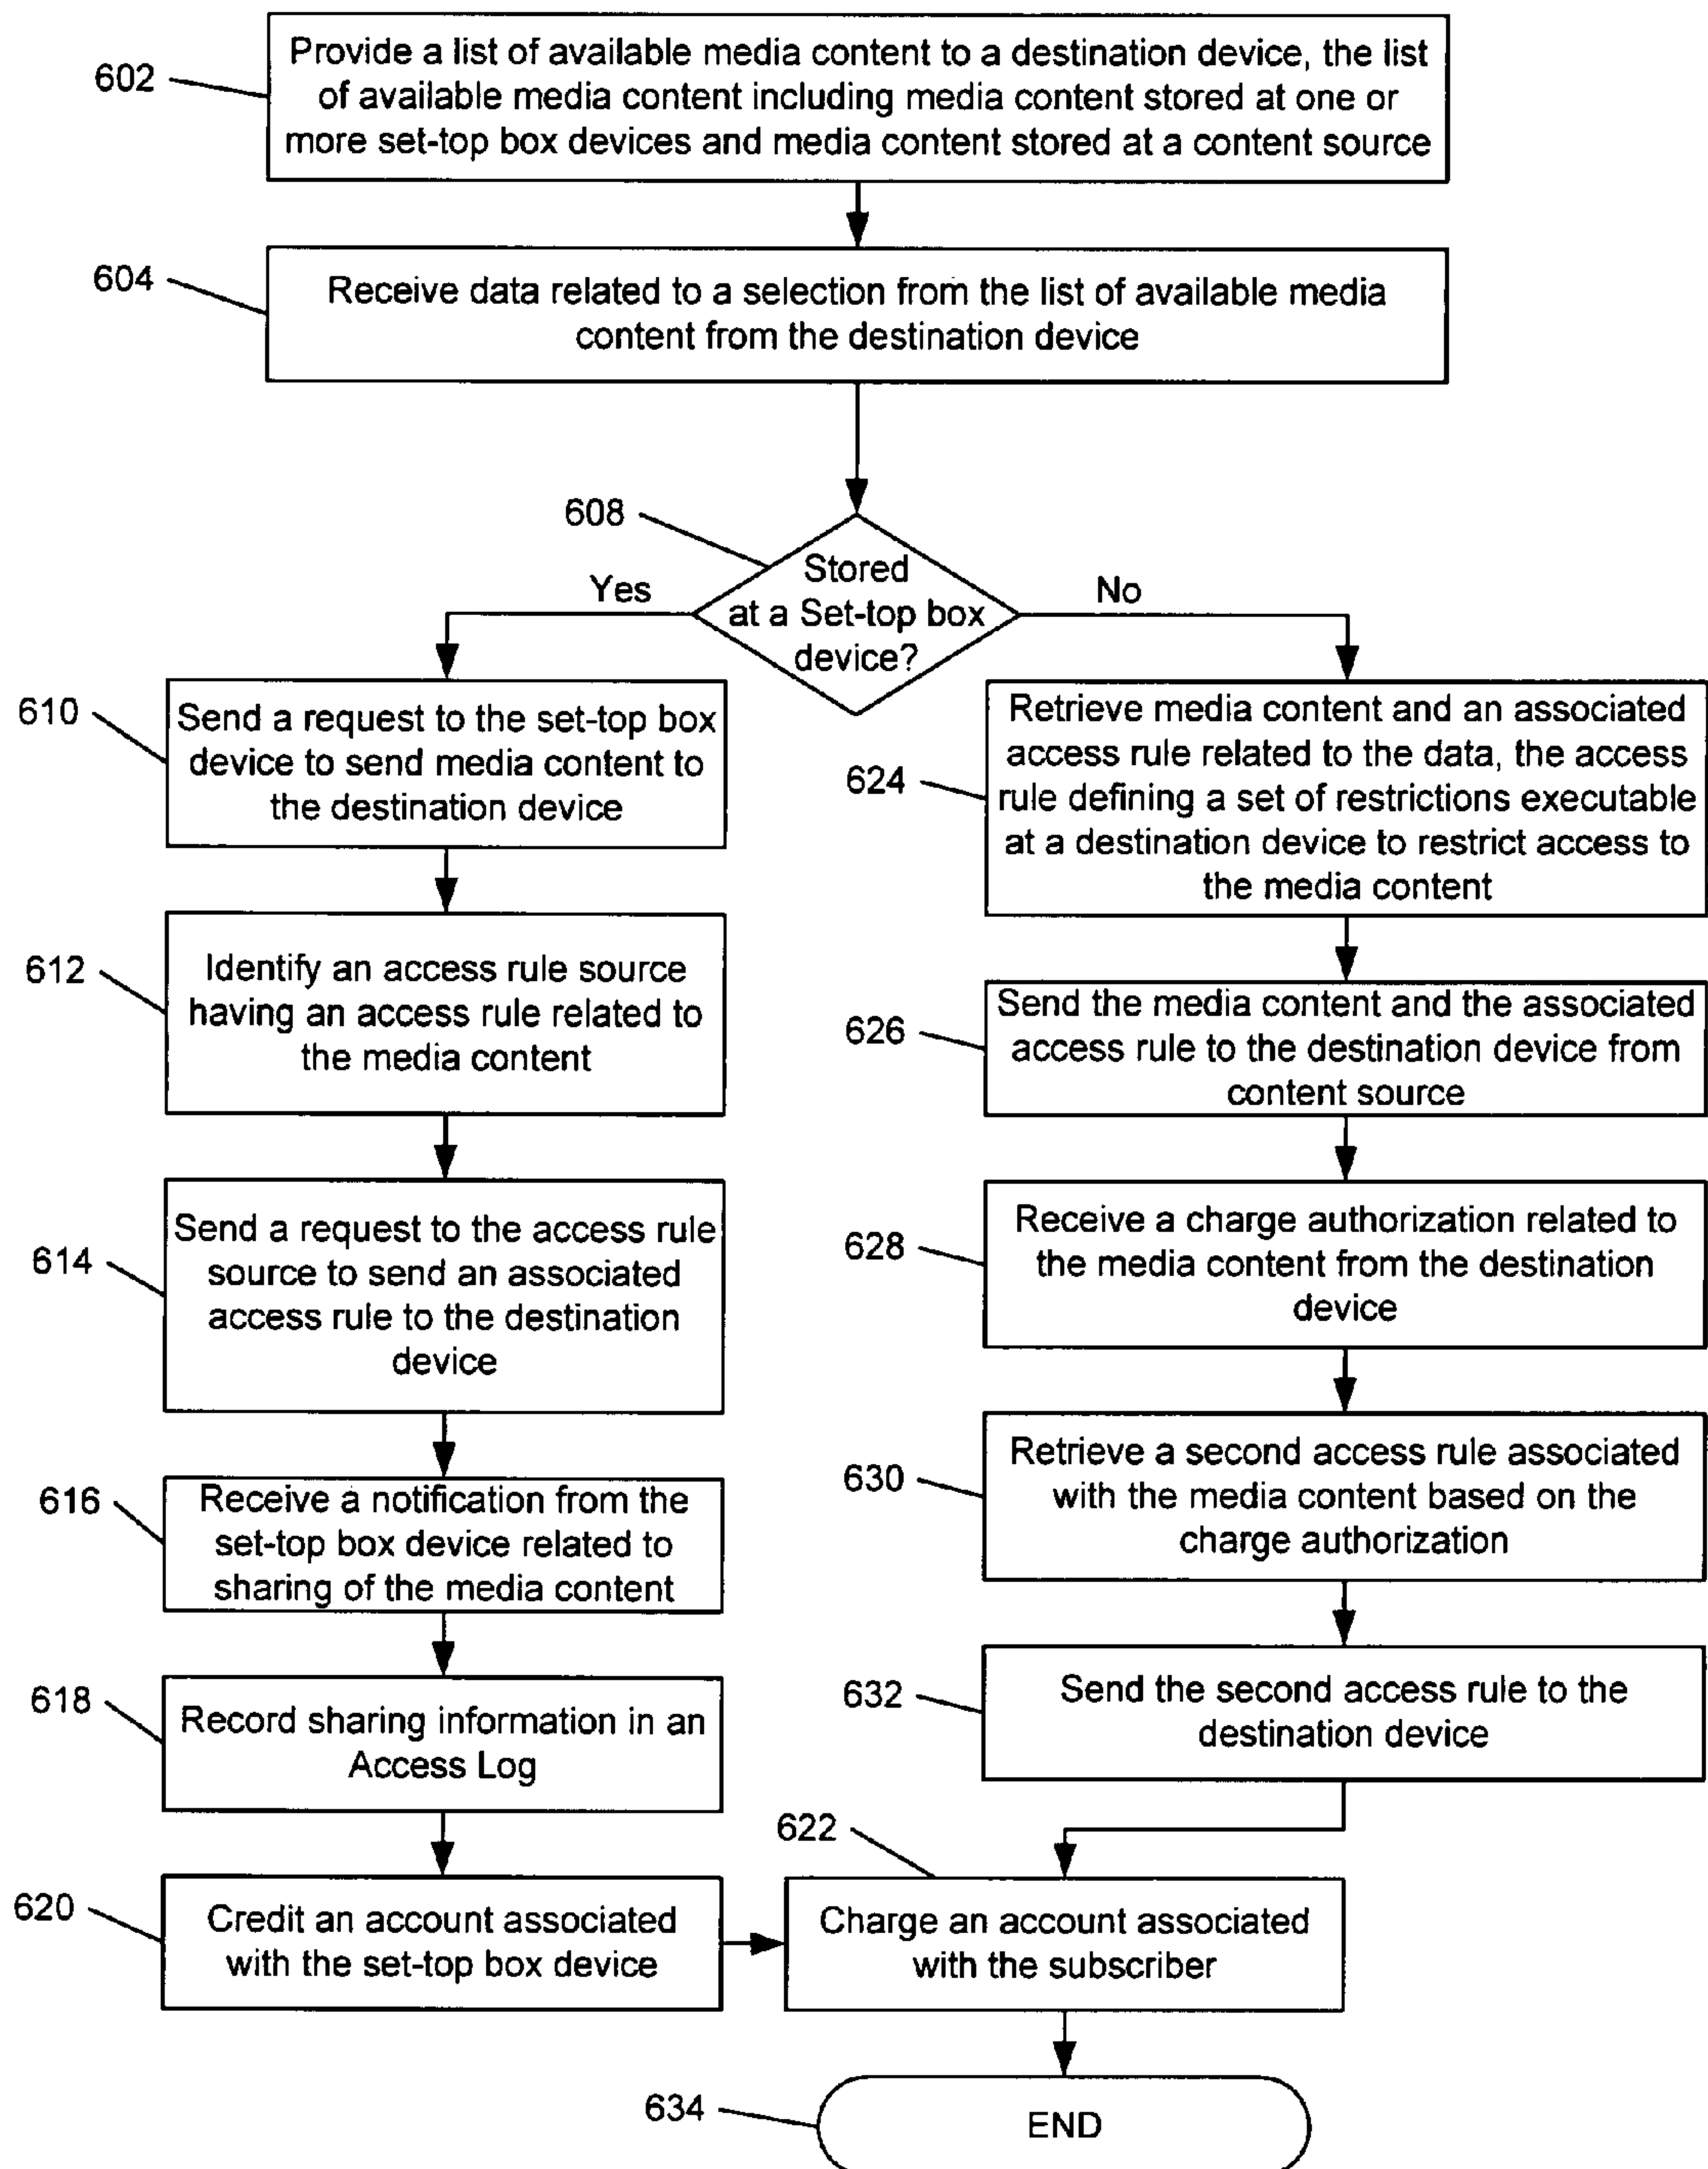 602
Provide a list of available media content to a destination device, the list
of available media content including media content stored at one or
more set-top box devices and media content stored at a content source
604
Receive data related to a selection from the list of available media
content from the destination device
608
Stored
at a Set-top box
device?
Yes
No
610
Send a request to the set-top box
device to send media content to
the destination device
612
Identify an access rule source
having an access rule related to
the media content
614
Send a request to the access rule
source to send an associated
access rule to the destination
device
616
Receive a notification from the
set-top box device related to
sharing of the media content
618
Record sharing information in an
Access Log
620
Credit an account associated
with the set-top box device
624
Retrieve media content and an associated
access rule related to the data, the access
rule defining a set of restrictions executable
at a destination device to restrict access to
the media content
626
Send the media content and the associated
access rule to the destination device from
content source
628
Receive a charge authorization related to
the media content from the destination
device
630
Retrieve a second access rule associated
with the media content based on the
charge authorization
632
Send the second access rule to the
destination device
622
Charge an account associated
with the subscriber
634
END